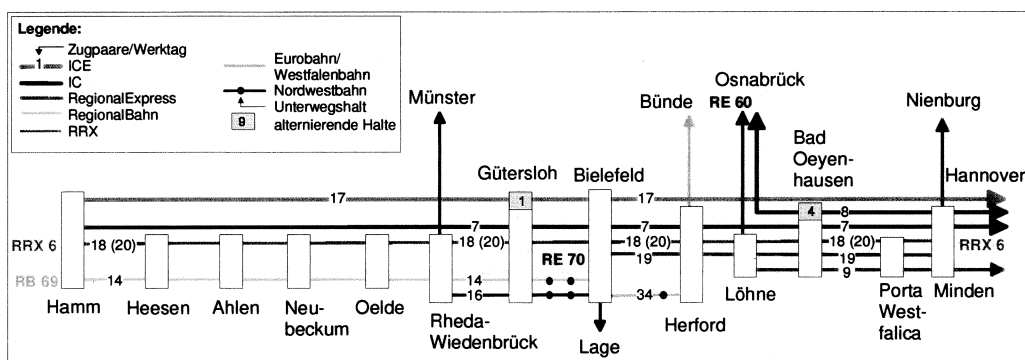 Legende:
Zugpaare/Werktag
1
ICE
IC
RegionalExpress
RegionalBahn
RRX
Eurobahn/
Westfalenbahn
Nordwestbahn
Unterwegshalt
9 alternierende Halte
Münster
Gütersloh
Bielefeld
Bünde
Osnabrück
RE 60
Bad
Oeyen-
hausen
Nienburg
Hannover
17
1
17
4
8
7
7
7
RRX 6
18 (20)
18 (20)
18 (20)
18 (20)
RRX 6
RE 70
19
19
RB 69
14
14
9
16
34
Hamm
Heesen
Ahlen
Neu-
beckum
Oelde
Rheda-
Wiedenbrück
Lage
Herford
Löhne
Porta
West-
falica
Minden